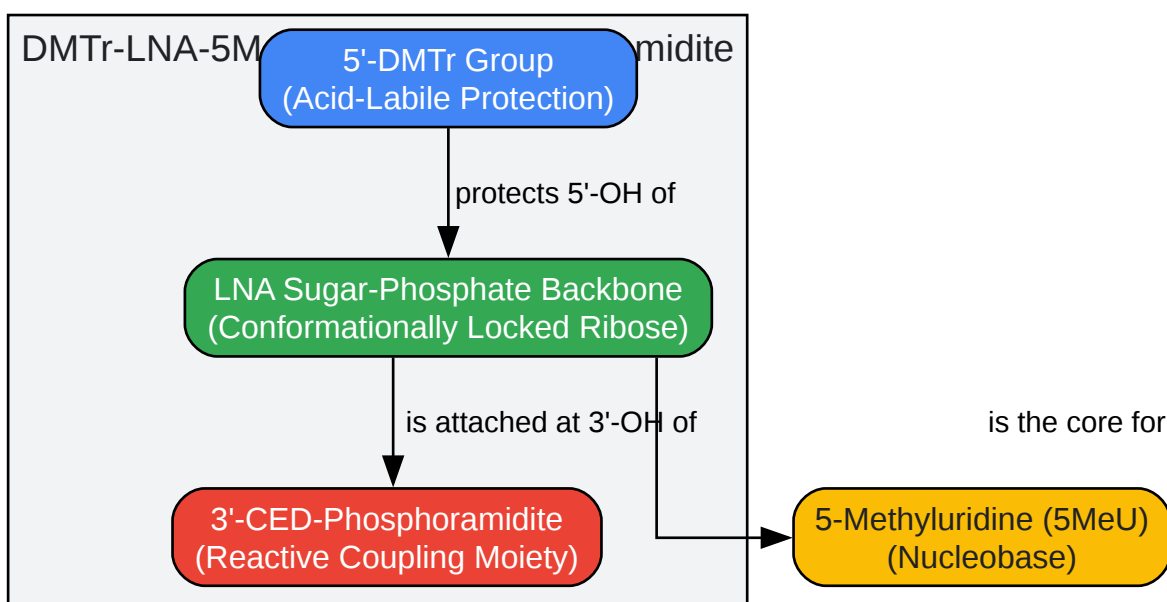 DMTr-LNA-5M midite
5'-DMTr Group
(Acid-Labile Protection)
protects 5'-OH of
LNA Sugar-Phosphate Backbone
(Conformationally Locked Ribose)
is attached at 3'-OH of
is the core for
3'-CED-Phosphoramidite
(Reactive Coupling Moiety)
5-Methyluridine (5MeU)
(Nucleobase)